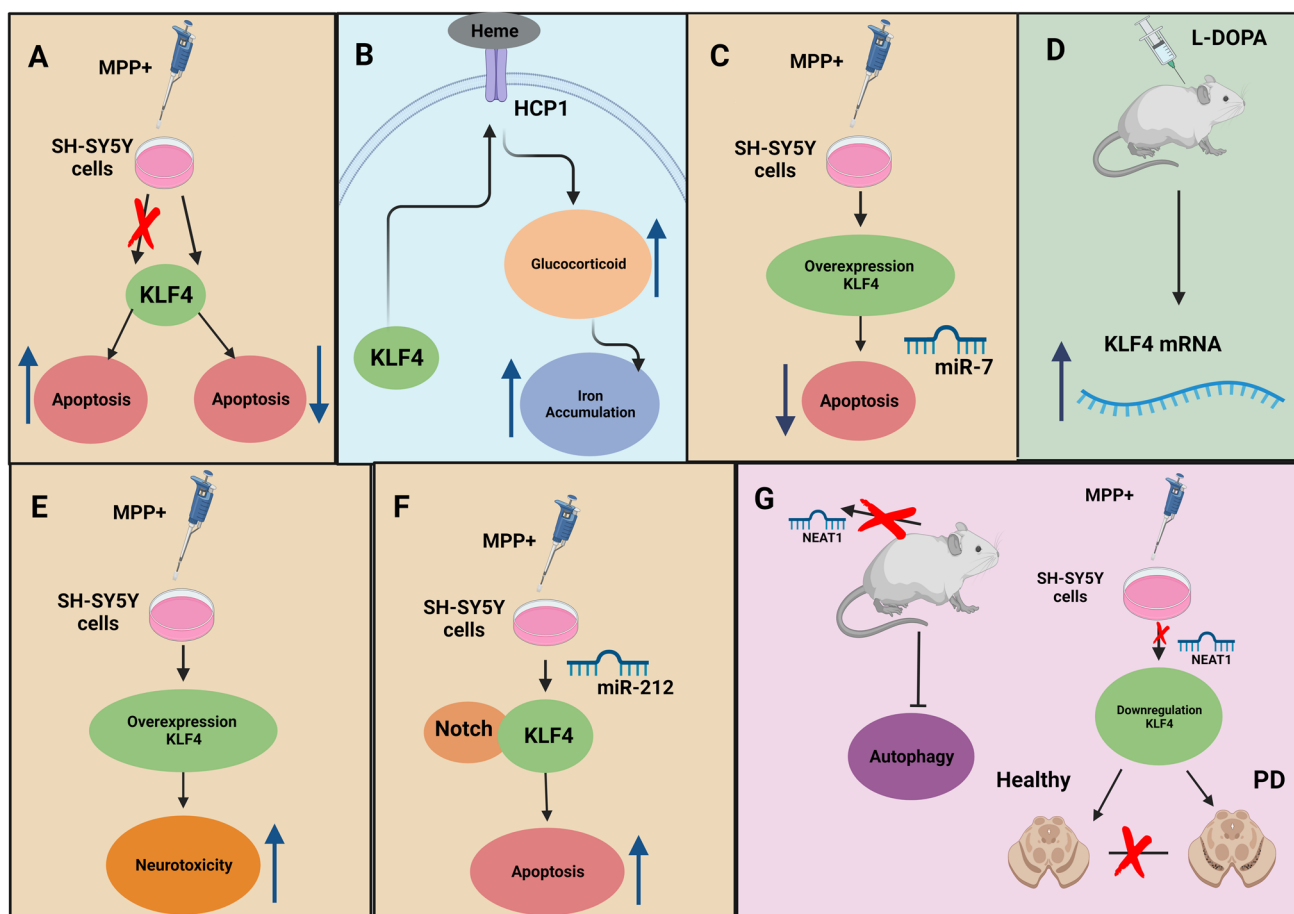 A
MPP+
SH-SY5Y
cells
KLF4
Apoptosis
Apoptosis
B
Heme
HCP1
Glucocorticoid
KLF4
Iron
Accumulation
C
MPP+
SH-SY5Y
cells
Overexpression
KLF4
miR-7
Apoptosis
D
L-DOPA
KLF4 mRNA
E
MPP+
SH-SY5Y
cells
Overexpression
KLF4
Neurotoxicity
F
MPP+
SH-SY5Y
cells
miR-212
Notch
KLF4
Apoptosis
G
NEAT1
Autophagy
MPP+
SH-SY5Y
cells
NEAT1
Downregulation
KLF4
Healthy
PD